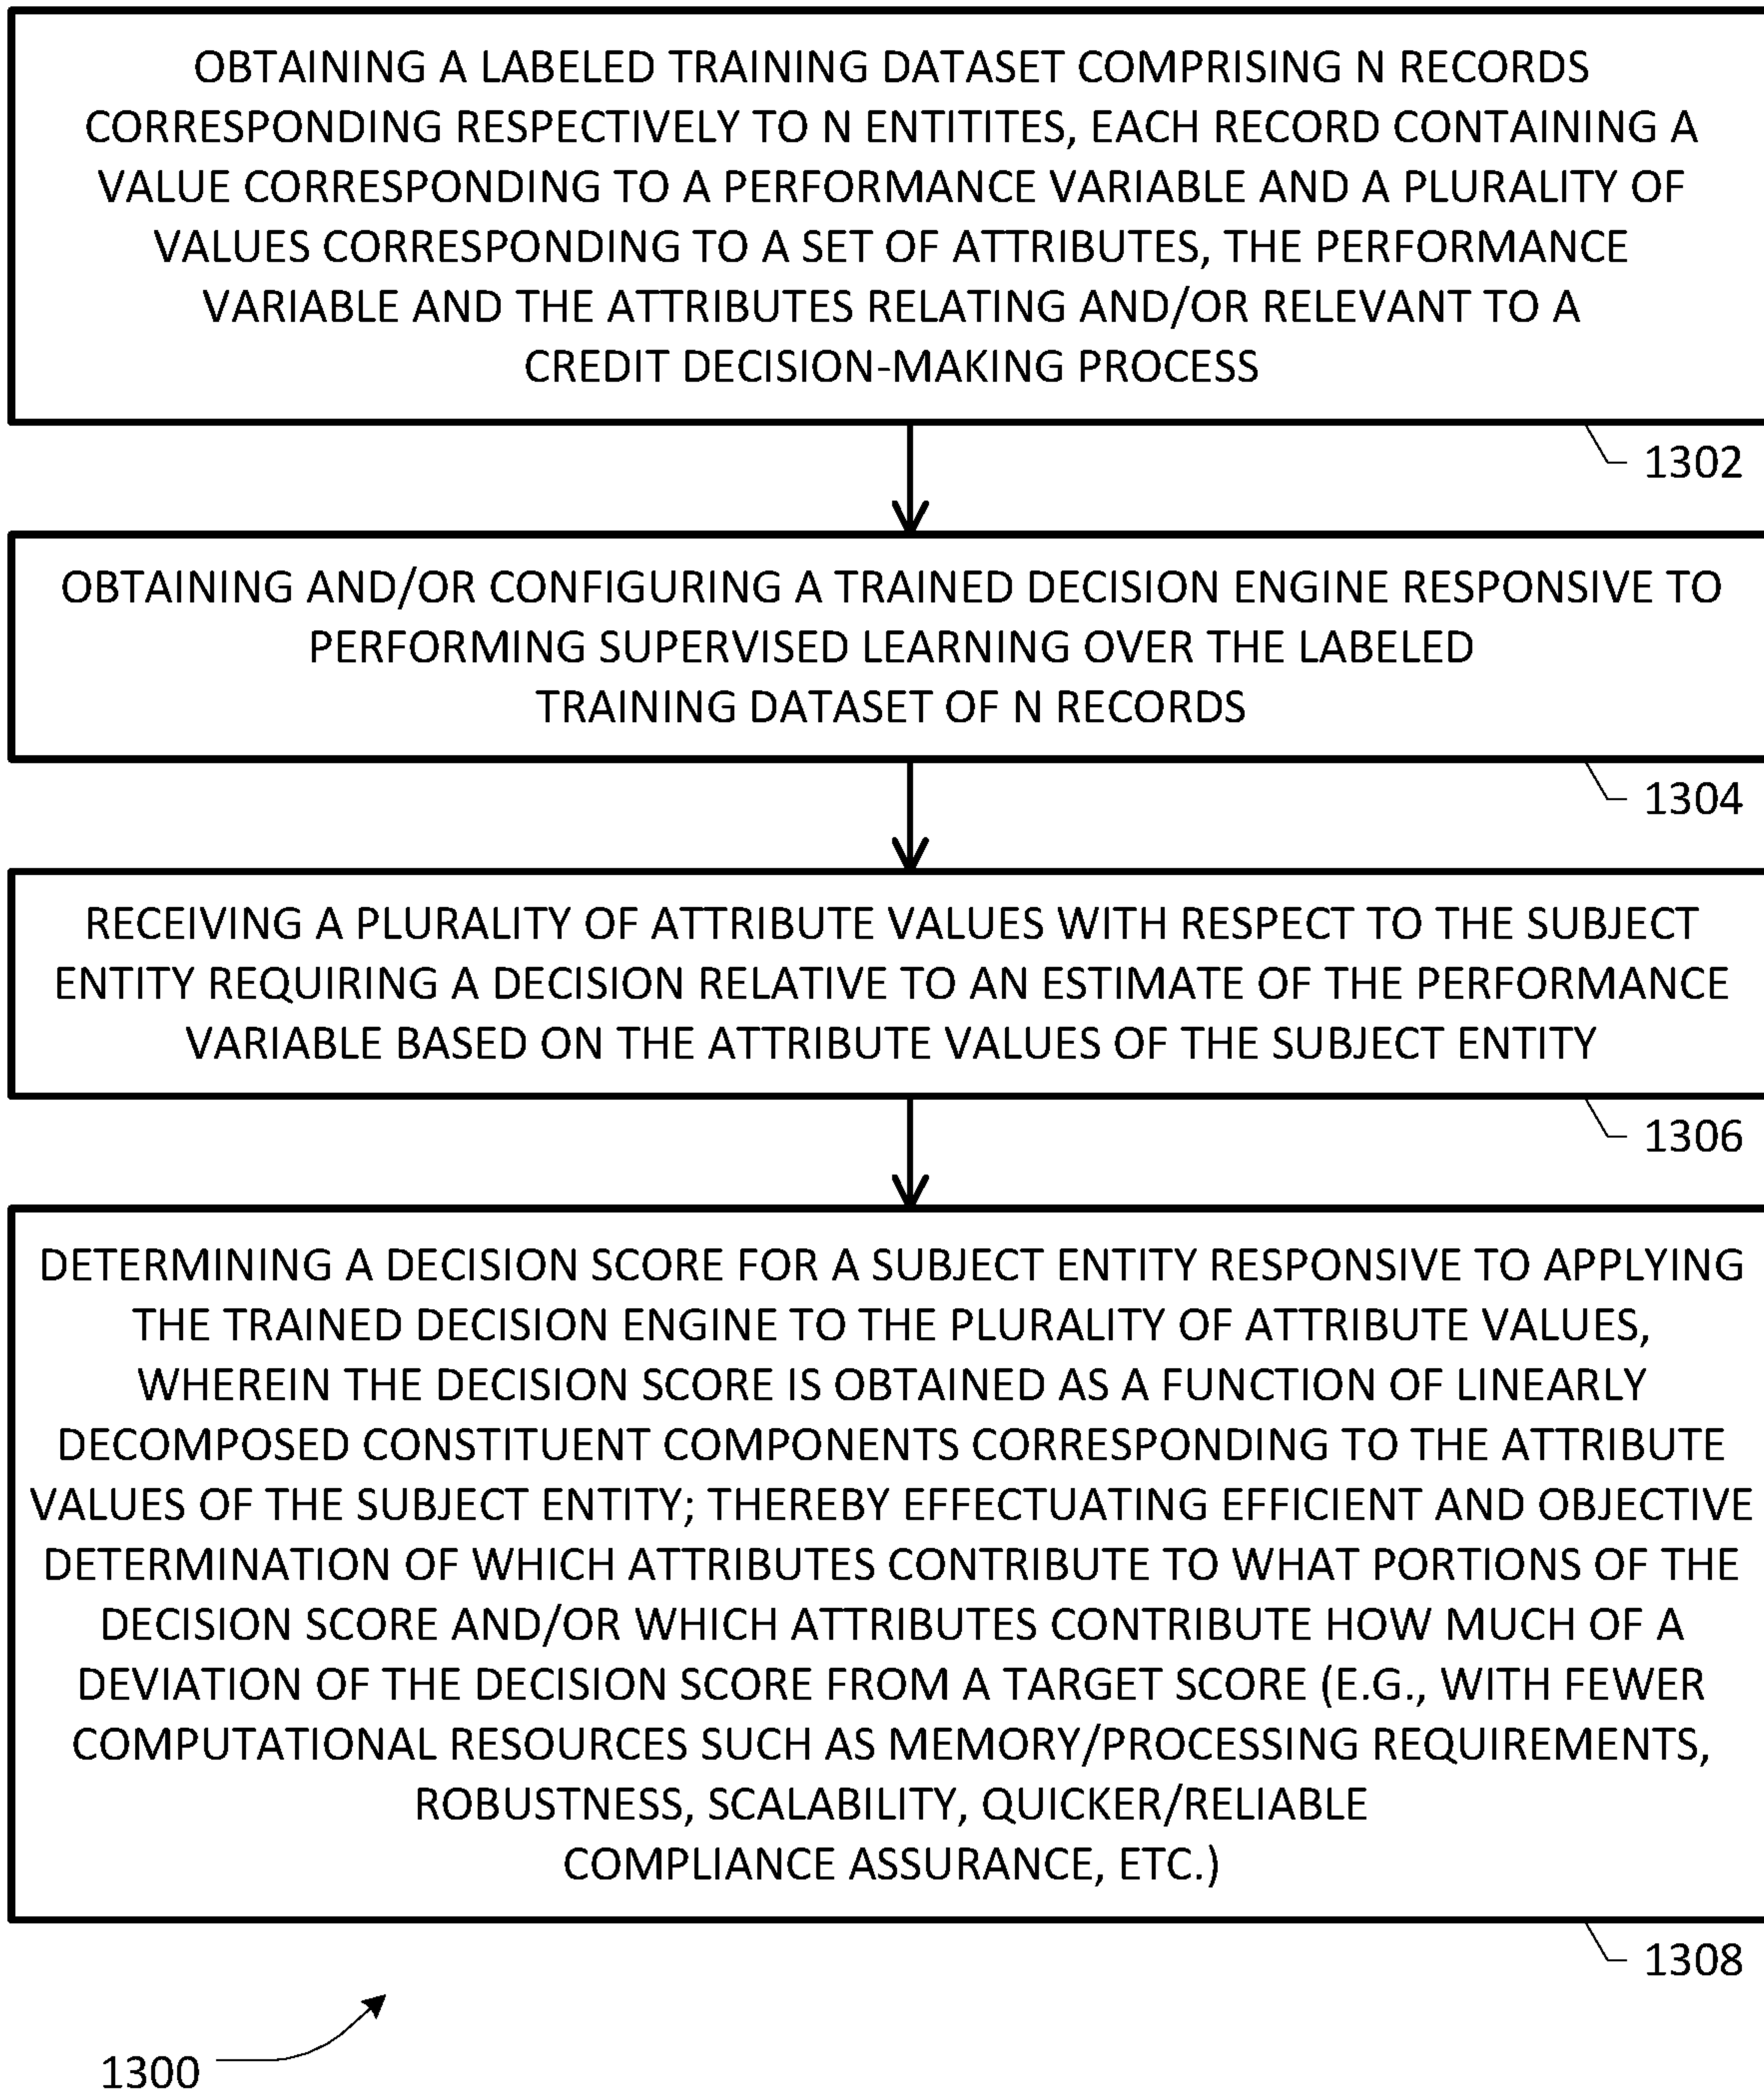 OBTAINING A LABELED TRAINING DATASET COMPRISING N RECORDS
CORRESPONDING RESPECTIVELY TO N ENTITITES, EACH RECORD CONTAINING A
VALUE CORRESPONDING TO A PERFORMANCE VARIABLE AND A PLURALITY OF
VALUES CORRESPONDING TO A SET OF ATTRIBUTES, THE PERFORMANCE
VARIABLE AND THE ATTRIBUTES RELATING AND/OR RELEVANT TO A
CREDIT DECISION-MAKING PROCESS
1302
OBTAINING AND/OR CONFIGURING A TRAINED DECISION ENGINE RESPONSIVE TO
PERFORMING SUPERVISED LEARNING OVER THE LABELED
TRAINING DATASET OF N RECORDS
1304
RECEIVING A PLURALITY OF ATTRIBUTE VALUES WITH RESPECT TO THE SUBJECT
ENTITY REQUIRING A DECISION RELATIVE TO AN ESTIMATE OF THE PERFORMANCE
VARIABLE BASED ON THE ATTRIBUTE VALUES OF THE SUBJECT ENTITY
1306
DETERMINING A DECISION SCORE FOR A SUBJECT ENTITY RESPONSIVE TO APPLYING
THE TRAINED DECISION ENGINE TO THE PLURALITY OF ATTRIBUTE VALUES,
WHEREIN THE DECISION SCORE IS OBTAINED AS A FUNCTION OF LINEARLY
DECOMPOSED CONSTITUENT COMPONENTS CORRESPONDING TO THE ATTRIBUTE
VALUES OF THE SUBJECT ENTITY; THEREBY EFFECTUATING EFFICIENT AND OBJECTIVE
DETERMINATION OF WHICH ATTRIBUTES CONTRIBUTE TO WHAT PORTIONS OF THE
DECISION SCORE AND/OR WHICH ATTRIBUTES CONTRIBUTE HOW MUCH OF A
DEVIATION OF THE DECISION SCORE FROM A TARGET SCORE (E.G., WITH FEWER
COMPUTATIONAL RESOURCES SUCH AS MEMORY/PROCESSING REQUIREMENTS,
ROBUSTNESS, SCALABILITY, QUICKER/RELIABLE
COMPLIANCE ASSURANCE, ETC.)
1308
1300